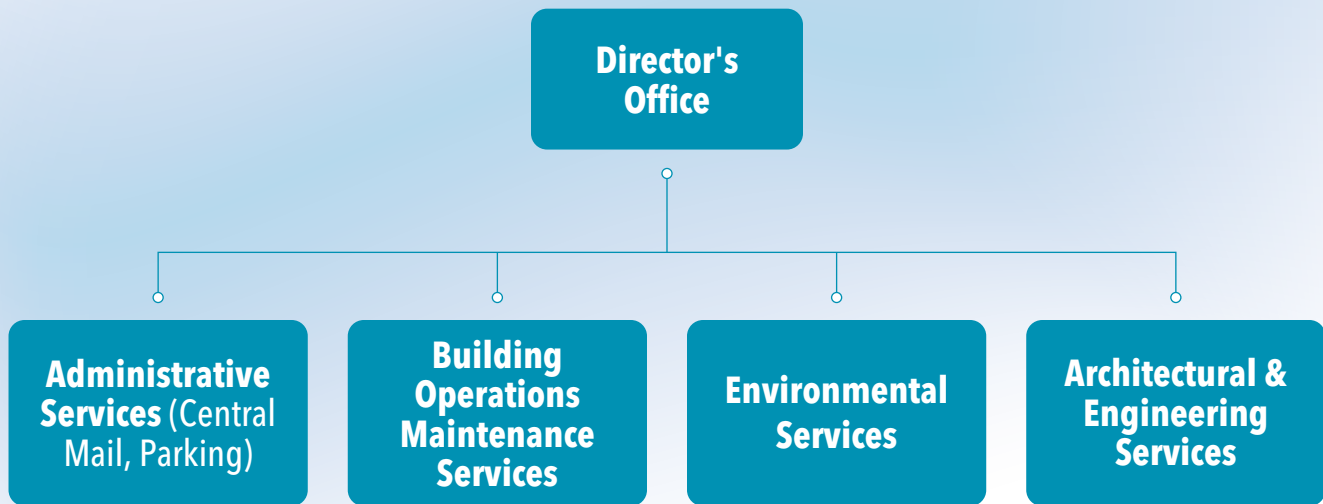 Director's
Office
Administrative
Services (Central
Mail, Parking)
Building
Operations
Maintenance
Services
Environmental
Services
Architectural &
Engineering
Services